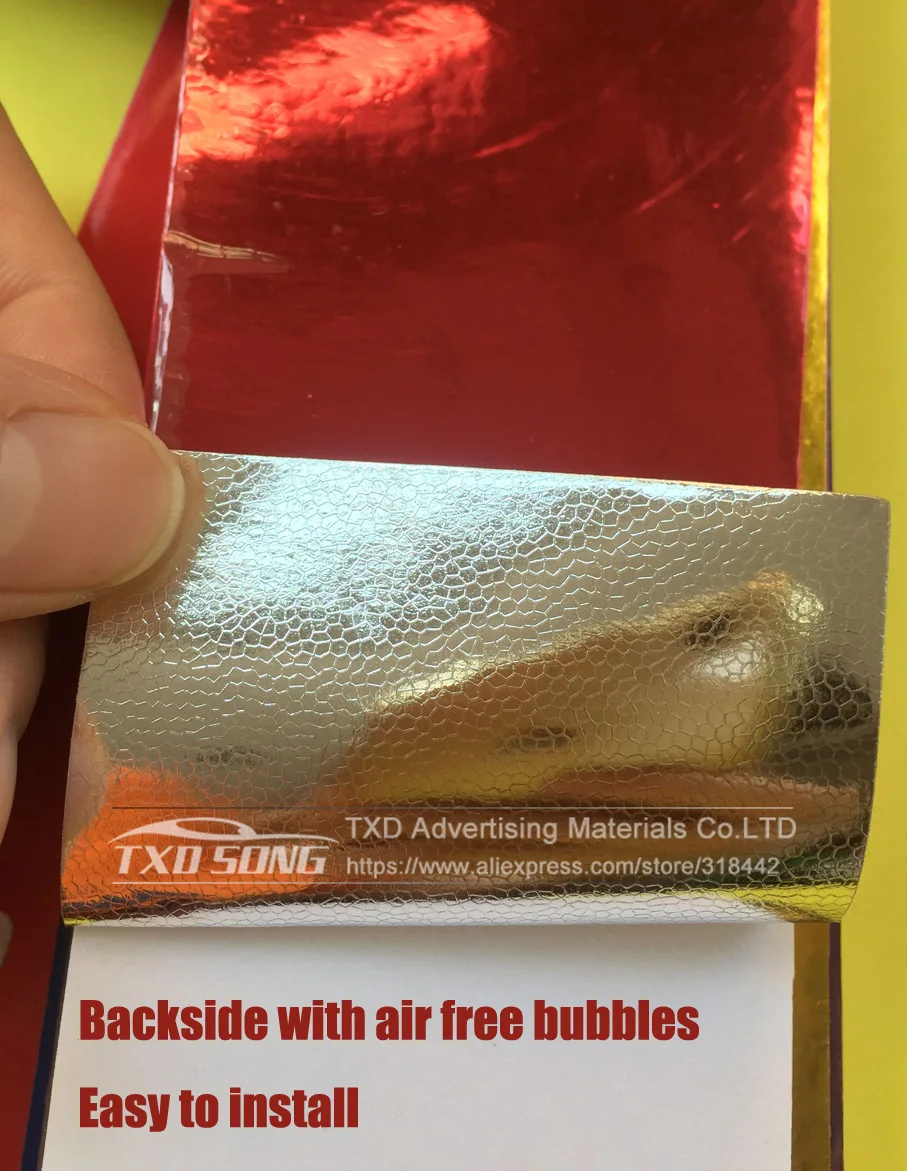 TXD SONG
TXD Advertising Materials Co.LTD
https://www.aliexpress.com/store/318442
Backside with air free bubbles
Easy to install